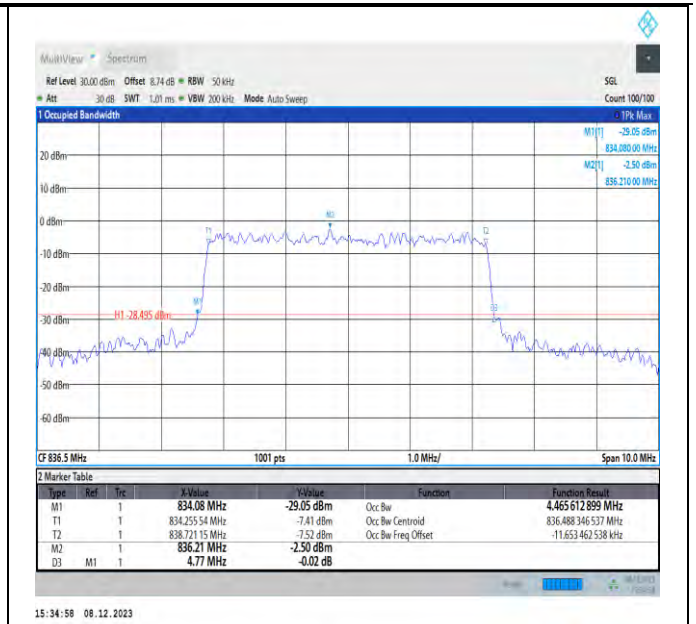 MultiView Spectrum
Ref Level 30.00 dBm Offset 8.74 dB RBW 50 kHz SGL
Att 30 dB SWT 1.01 ms VBW 200 kHz Mode Auto Sweep Count 100/100
1 Occupied Bandwidth 1Pk Max
M1[1] -29.05 dBm
834.080 00 MHz
M2[1] -2.50 dBm
836.210 00 MHz
20 dBm
10 dBm
0 dBm
M2
T1 T2
-10 dBm
-20 dBm
M1 D3
H1 -28.495 dBm
-30 dBm
-40 dBm
-50 dBm
-60 dBm
CF 836.5 MHz 1001 pts 1.0 MHz/ Span 10.0 MHz
2 Marker Table
Type Ref Trc X-Value Y-Value Function Function Result
M1 1 834.08 MHz -29.05 dBm Occ Bw 4.465 612 899 MHz
T1 1 834.255 54 MHz -7.41 dBm Occ Bw Centroid 836.488 346 537 MHz
T2 1 838.721 15 MHz -7.52 dBm Occ Bw Freq Offset -11.653 462 538 kHz
M2 1 836.21 MHz -2.50 dBm
D3 M1 1 4.77 MHz -0.02 dB
15:34:58 08.12.2023